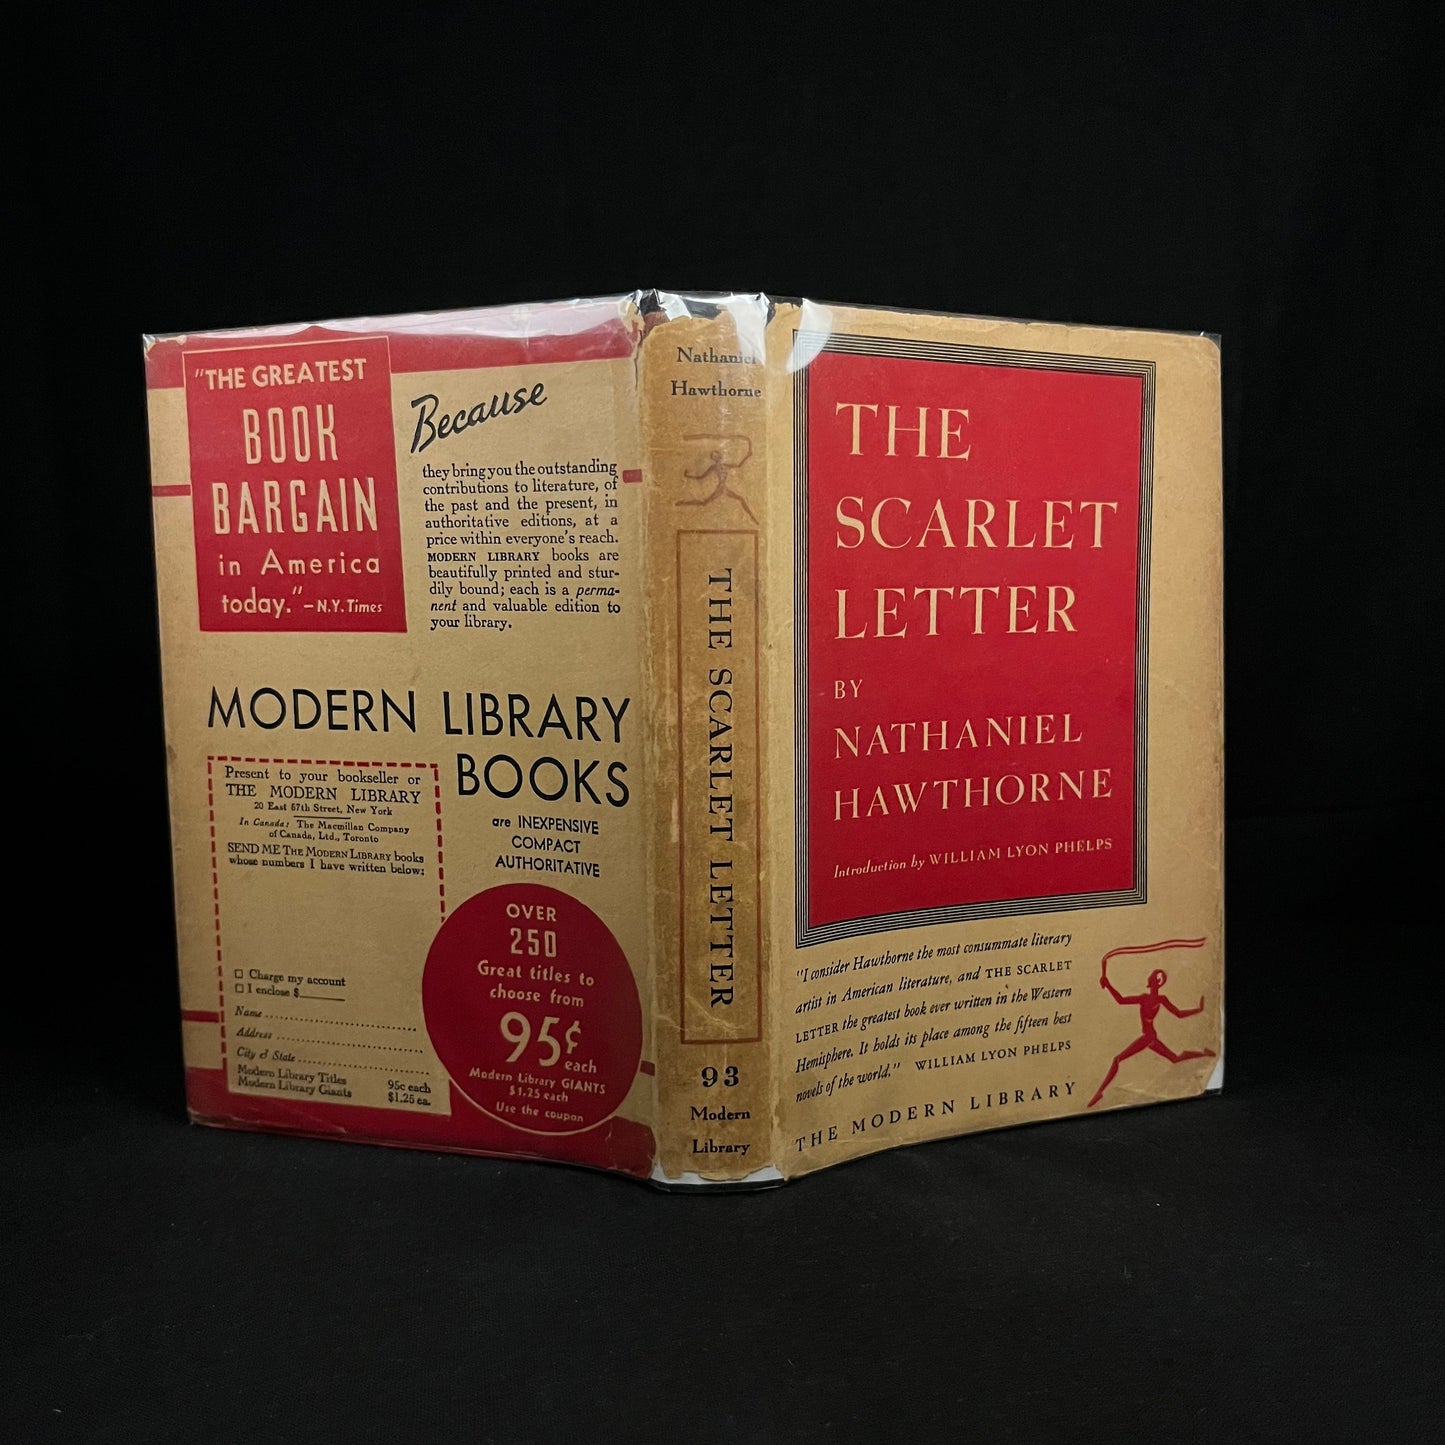 "THE GREATEST
BOOK
BARGAIN
in America
today."—N.Y. Times
Because
they bring you the outstanding
contributions to literature, of
the past and the present, in
authoritative editions, at a
price within everyone's reach.
MODERN LIBRARY books are
beautifully printed and stur-
dily bound; each is a perma-
nent and valuable edition to
your library.
MODERN LIBRARY
BOOKS
are INEXPENSIVE
COMPACT
AUTHORITATIVE
Present to your bookseller or
THE MODERN LIBRARY
20 East 57th Street, New York
In Canada: The Macmillan Company
of Canada, Ltd., Toronto
SEND ME THE MODERN LIBRARY books
whose numbers I have written below:
Charge my account
I enclose $
Name
Address
City & State
Modern Library Titles 95c each
Modern Library Giants $1.25 ea.
OVER
250
Great titles to
choose from
95¢
each
Modern Library GIANTS
$1.25 each
Use the coupon
Nathaniel
Hawthorne
THE SCARLET LETTER
93
Modern
Library
THE
SCARLET
LETTER
BY
NATHANIEL
HAWTHORNE
Introduction by WILLIAM LYON PHELPS
"I consider Hawthorne the most consummate literary
artist in American literature, and THE SCARLET
LETTER the greatest book ever written in the Western
Hemisphere. It holds its place among the fifteen best
novels of the world." WILLIAM LYON PHELPS
THE MODERN LIBRARY